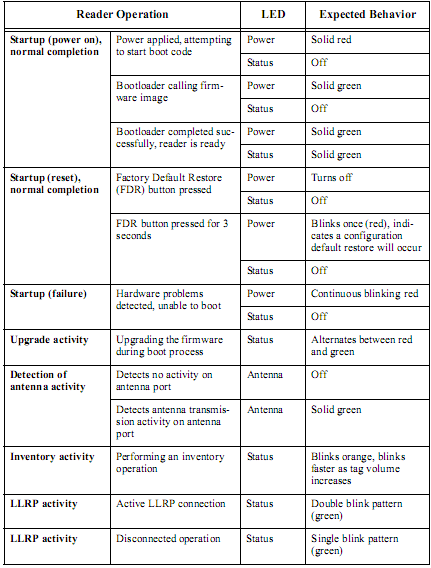 Reader Operation LED Expected Behavior
Startup (power on), Power applied, attempting Power Solid red
normal completion to start boot code
Status Off
Bootloader calling firm- Power Solid green
ware image
Status Off
Bootloader completed suc- Power Solid green
cessfully, reader is ready
Status Solid green
Startup (reset), Factory Default Restore Power Turns off
normal completion (FDR) button pressed
Status Off
FDR button pressed for 3 Power Blinks once (red), indi-
seconds cates a configuration
default restore will occur
Status Off
Startup (failure) Hardware problems Power Continuous blinking red
detected, unable to boot
Status Off
Upgrade activity Upgrading the firmware Status Alternates between red
during boot process and green
Detection of Detects no activity on Antenna Off
antenna activity antenna port
Detects antenna transmis- Antenna Solid green
sion activity on antenna
port
Inventory activity Performing an inventory Status Blinks orange, blinks
operation faster as tag volume
increases
LLRP activity Active LLRP connection Status Double blink pattern
(green)
LLRP activity Disconnected operation Status Single blink pattern
(green)